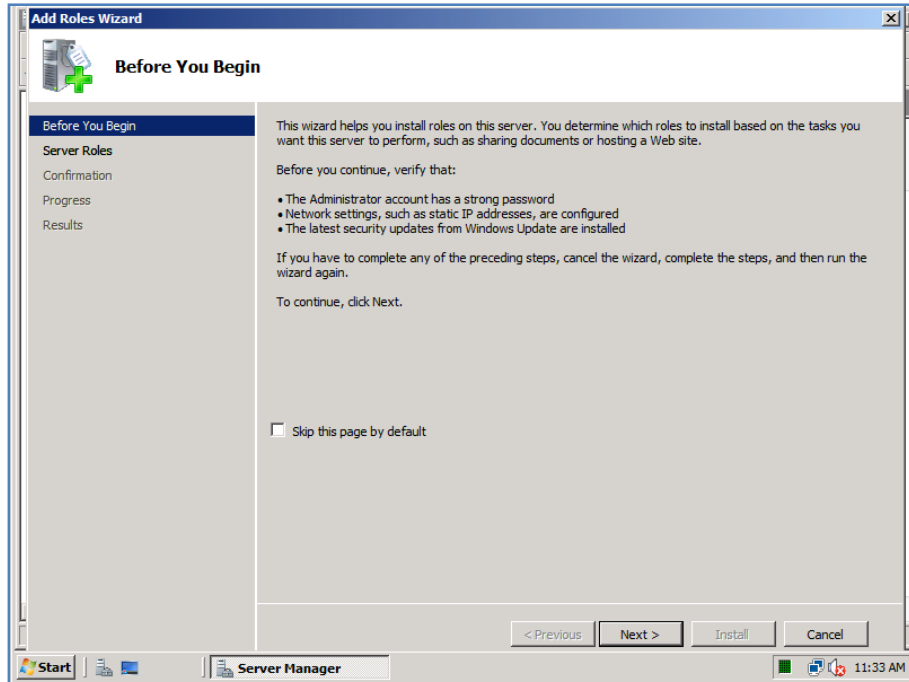 Add Roles Wizard
Before You Begin
Before You Begin
Server Roles
Confirmation
Progress
Results
This wizard helps you install roles on this server. You determine which roles to install based on the tasks you
want this server to perform, such as sharing documents or hosting a Web site.
Before you continue, verify that:
• The Administrator account has a strong password
• Network settings, such as static IP addresses, are configured
• The latest security updates from Windows Update are installed
If you have to complete any of the preceding steps, cancel the wizard, complete the steps, and then run the
wizard again.
To continue, click Next.
Skip this page by default
< Previous
Next >
Install
Cancel
Start
Server Manager
11:33 AM